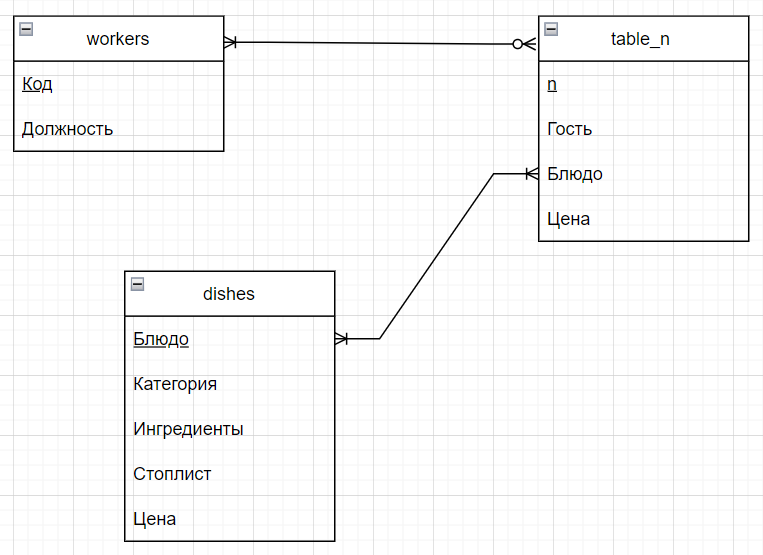 workers
Код
Должность
table_n
n
Гость
Блюдо
Цена
dishes
Блюдо
Категория
Ингредиенты
Стоплист
Цена